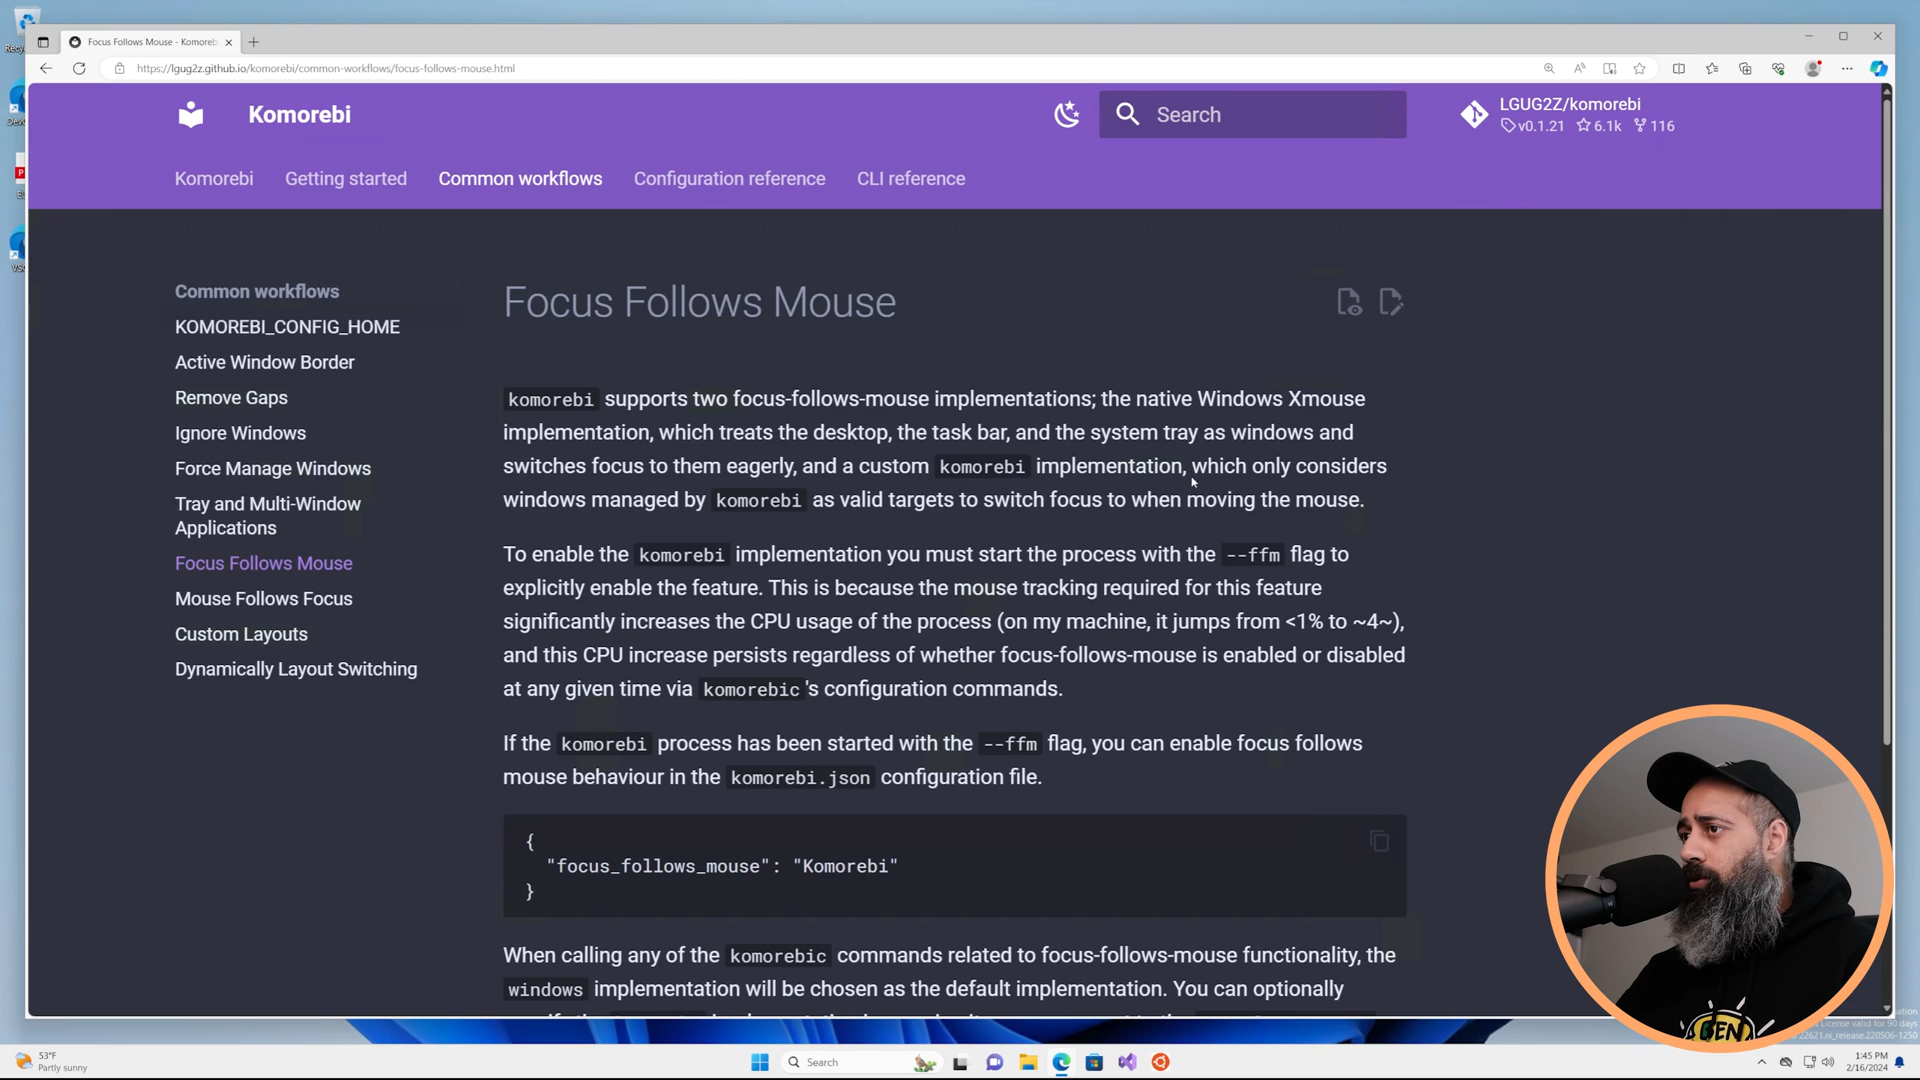 Focus Follows Mouse - Komoreb
https://lgug2z.github.io/komorebi/common-workflows/focus-follows-mouse.html
Komorebi
Search
LGUG2Z/komorebi
v0.1.21 6.1k 116
Komorebi Getting started Common workflows Configuration reference CLI reference
Common workflows
KOMOREBI_CONFIG_HOME
Active Window Border
Remove Gaps
Ignore Windows
Force Manage Windows
Tray and Multi-Window
Applications
Focus Follows Mouse
Mouse Follows Focus
Custom Layouts
Dynamically Layout Switching
Focus Follows Mouse
komorebi supports two focus-follows-mouse implementations; the native Windows Xmouse
implementation, which treats the desktop, the task bar, and the system tray as windows and
switches focus to them eagerly, and a custom komorebi implementation, which only considers
windows managed by komorebi as valid targets to switch focus to when moving the mouse.
To enable the komorebi implementation you must start the process with the --ffm flag to
explicitly enable the feature. This is because the mouse tracking required for this feature
significantly increases the CPU usage of the process (on my machine, it jumps from <1% to ~4~),
and this CPU increase persists regardless of whether focus-follows-mouse is enabled or disabled
at any given time via komorebic 's configuration commands.
If the komorebi process has been started with the --ffm flag, you can enable focus follows
mouse behaviour in the komorebi.json configuration file.
{
"focus_follows_mouse": "Komorebi"
}
When calling any of the komorebic commands related to focus-follows-mouse functionality, the
windows implementation will be chosen as the default implementation. You can optionally
BEN
License valid for 90 days
22621.ni_release.220506-1250
53°F
Partly sunny
Search
1:45 PM
2/16/2024